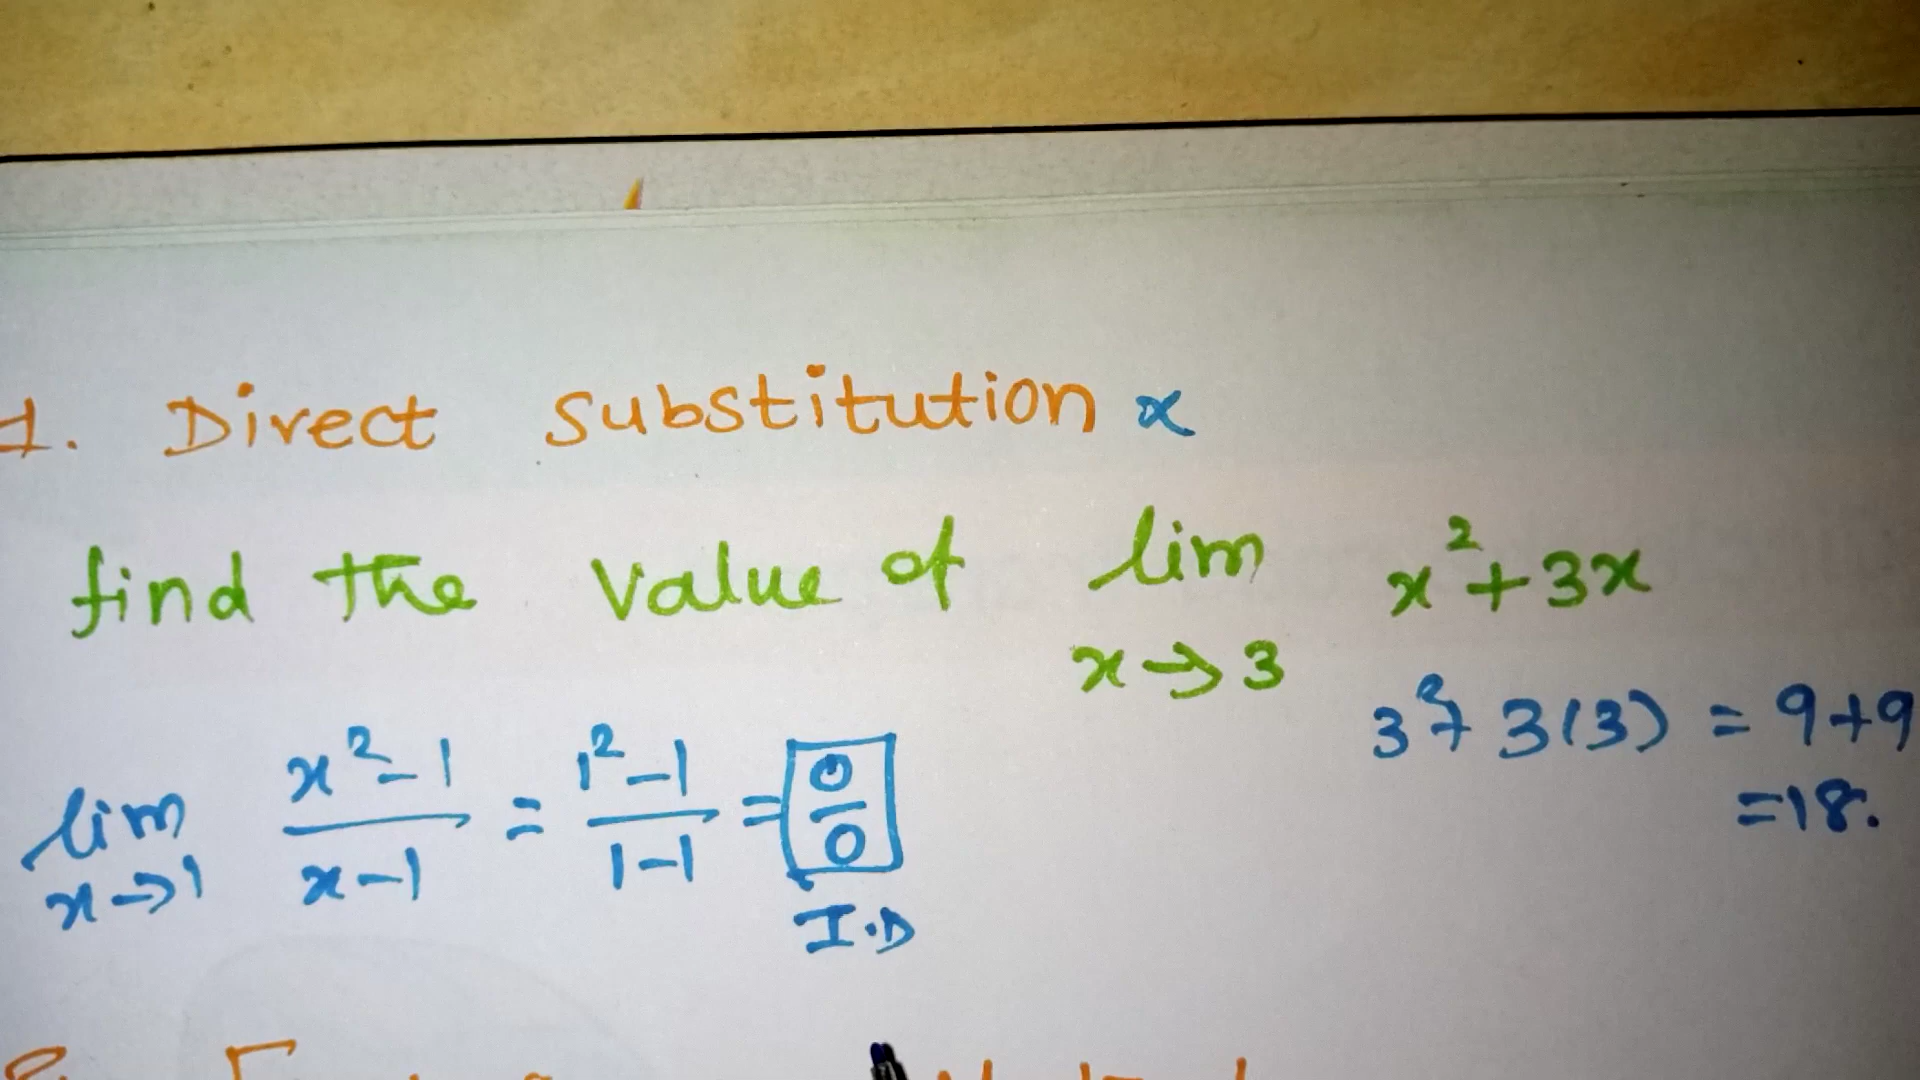 1. Direct substitution x
find the value of lim x→3 x²+3x
3²+3(3) = 9+9
=18.
lim x→1 x²-1/x-1 = 1²-1/1-1 = 0/0
I.D